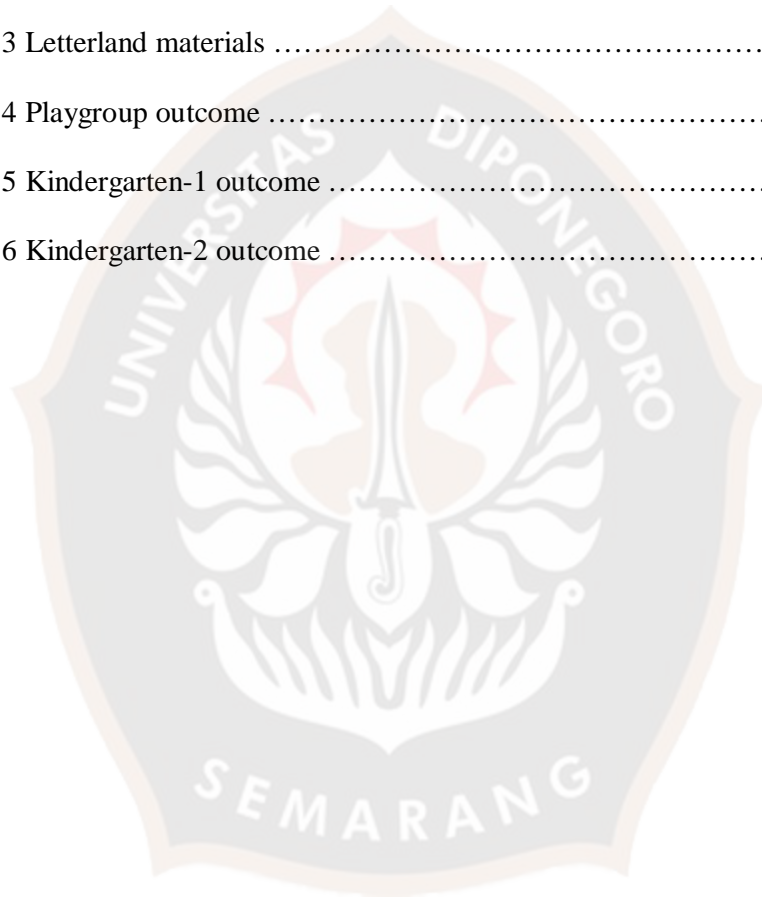 3 Letterland materials ……………………………………………………
4 Playgroup outcome ……………………………………………………
5 Kindergarten-1 outcome ………………………………………………
6 Kindergarten-2 outcome ………………………………………………
UNIVERSITAS DIPONEGORO
SEMARANG